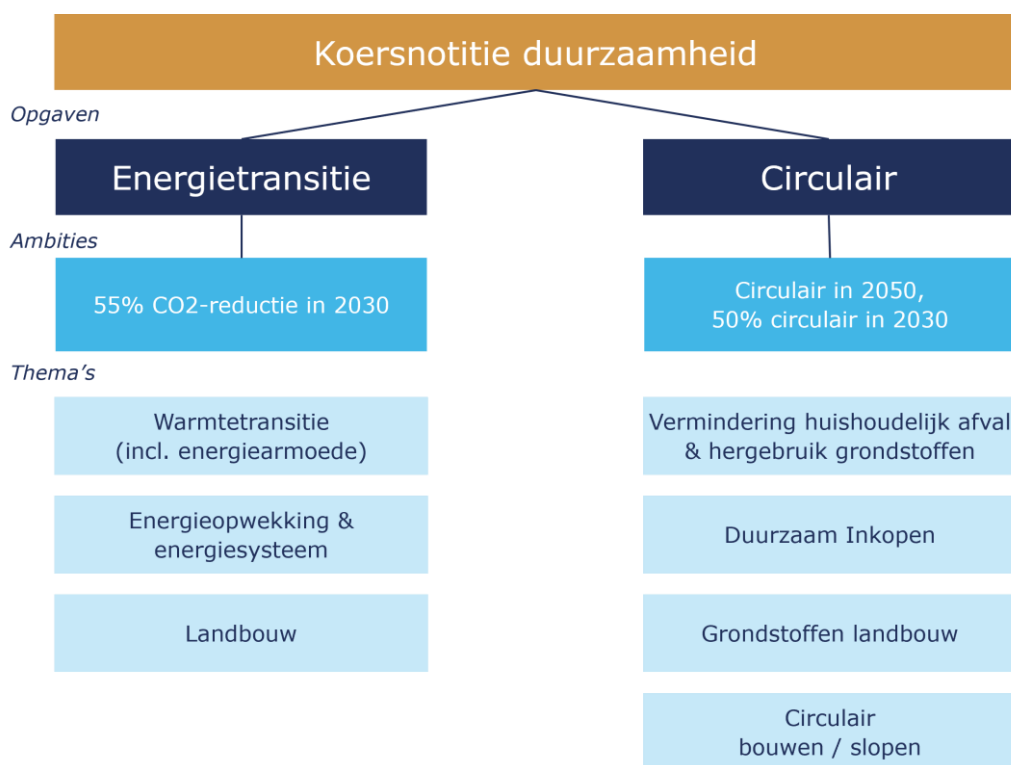 Koersnotitie duurzaamheid
Opgaven
Energietransitie
Circulair
Ambities
55% CO2-reductie in 2030
Circulair in 2050,
50% circulair in 2030
Thema's
Warmtetransitie
(incl. energiearmoede)
Energieopwekking &
energiesysteem
Landbouw
Vermindering huishoudelijk afval
& hergebruik grondstoffen
Duurzaam Inkopen
Grondstoffen landbouw
Circulair
bouwen / slopen